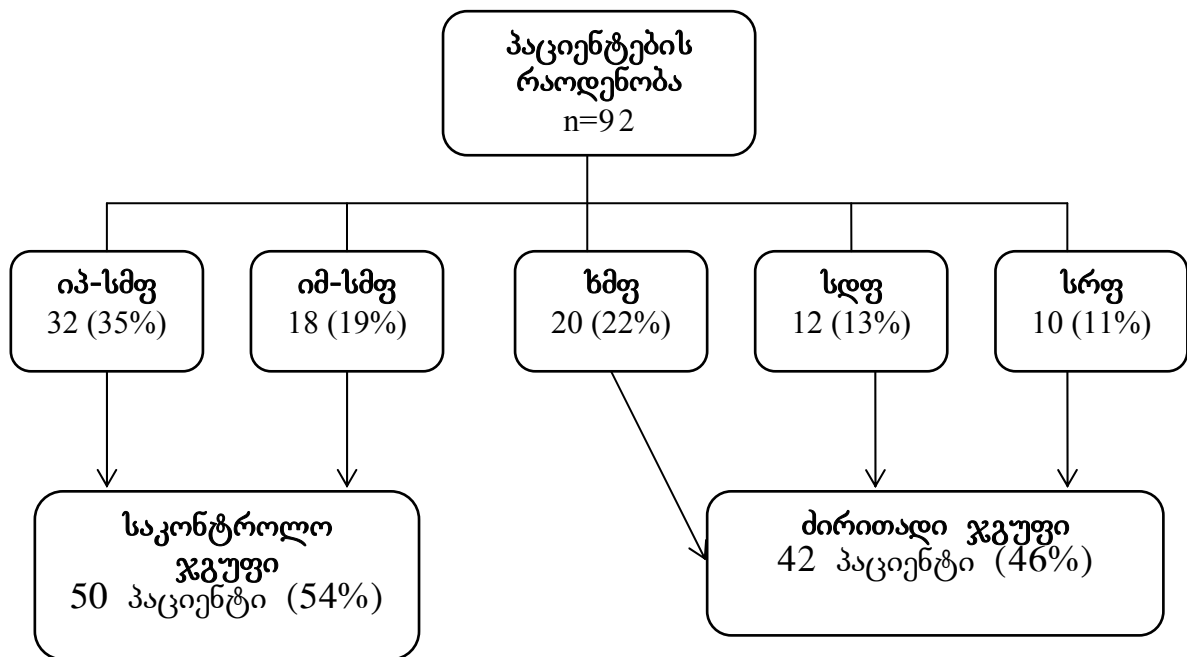 პაციენტების
რაოდენობა
n=92
იპ-სმფ
32 (35%)
იმ-სმფ
18 (19%)
ხმფ
20 (22%)
სდფ
12 (13%)
სრფ
10 (11%)
საკონტროლო
ჯგუფი
50 პაციენტი (54%)
ძირითადი ჯგუფი
42 პაციენტი (46%)